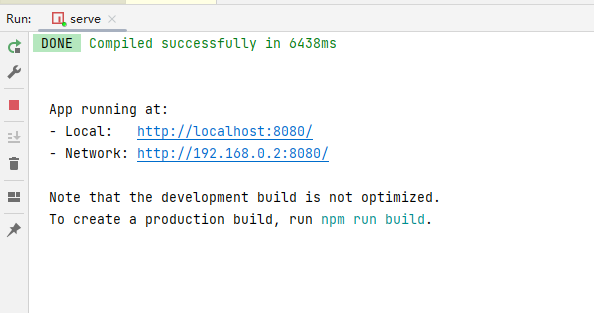 Run: serve
DONE Compiled successfully in 6438ms
App running at:
- Local: http://localhost:8080/
- Network: http://192.168.0.2:8080/
Note that the development build is not optimized.
To create a production build, run npm run build.